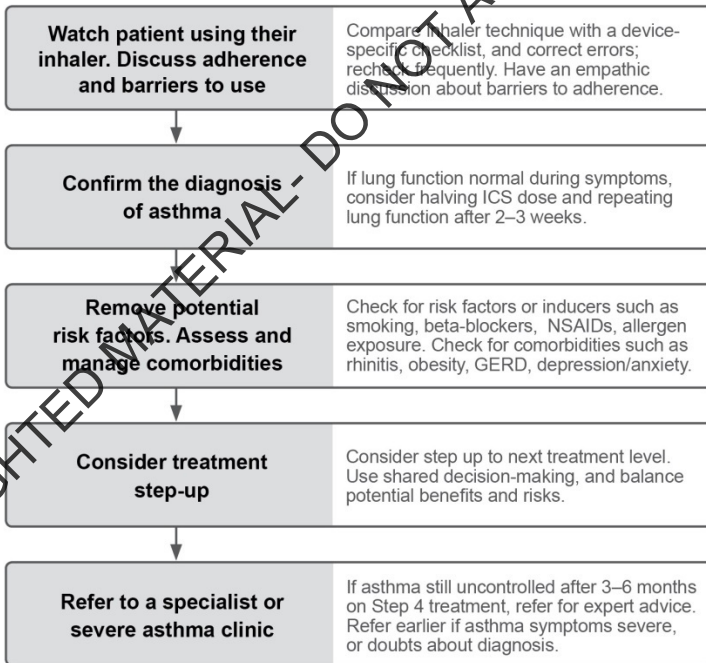 Watch patient using their
inhaler. Discuss adherence
and barriers to use
Compare inhaler technique with a device-
specific checklist, and correct errors;
recheck frequently. Have an empathic
discussion about barriers to adherence.
Confirm the diagnosis
of asthma
If lung function normal during symptoms,
consider halving ICS dose and repeating
lung function after 2–3 weeks.
Remove potential
risk factors. Assess and
manage comorbidities
Check for risk factors or inducers such as
smoking, beta-blockers, NSAIDs, allergen
exposure. Check for comorbidities such as
rhinitis, obesity, GERD, depression/anxiety.
Consider treatment
step-up
Consider step up to next treatment level.
Use shared decision-making, and balance
potential benefits and risks.
Refer to a specialist or
severe asthma clinic
If asthma still uncontrolled after 3–6 months
on Step 4 treatment, refer for expert advice.
Refer earlier if asthma symptoms severe,
or doubts about diagnosis.
MATERIAL- DO NOT